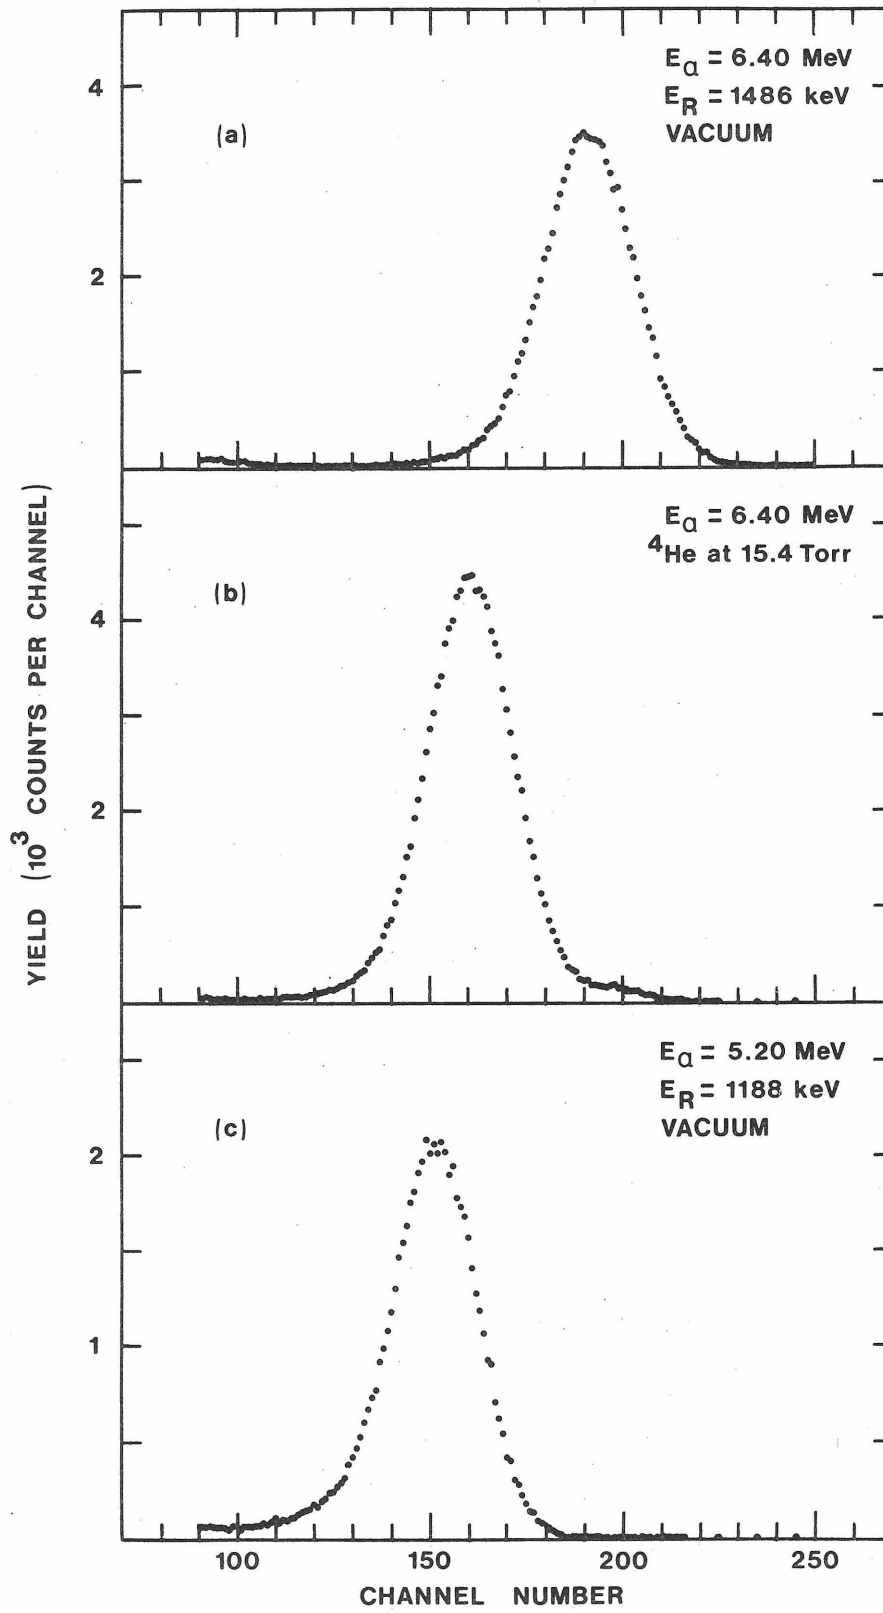 Eα = 6.40 MeV
E_R = 1486 keV
VACUUM
(a)
4
2
Eα = 6.40 MeV
⁴He at 15.4 Torr
(b)
4
2
Eα = 5.20 MeV
E_R = 1188 keV
VACUUM
(c)
2
1
YIELD (10³ COUNTS PER CHANNEL)
100 150 200 250
CHANNEL NUMBER